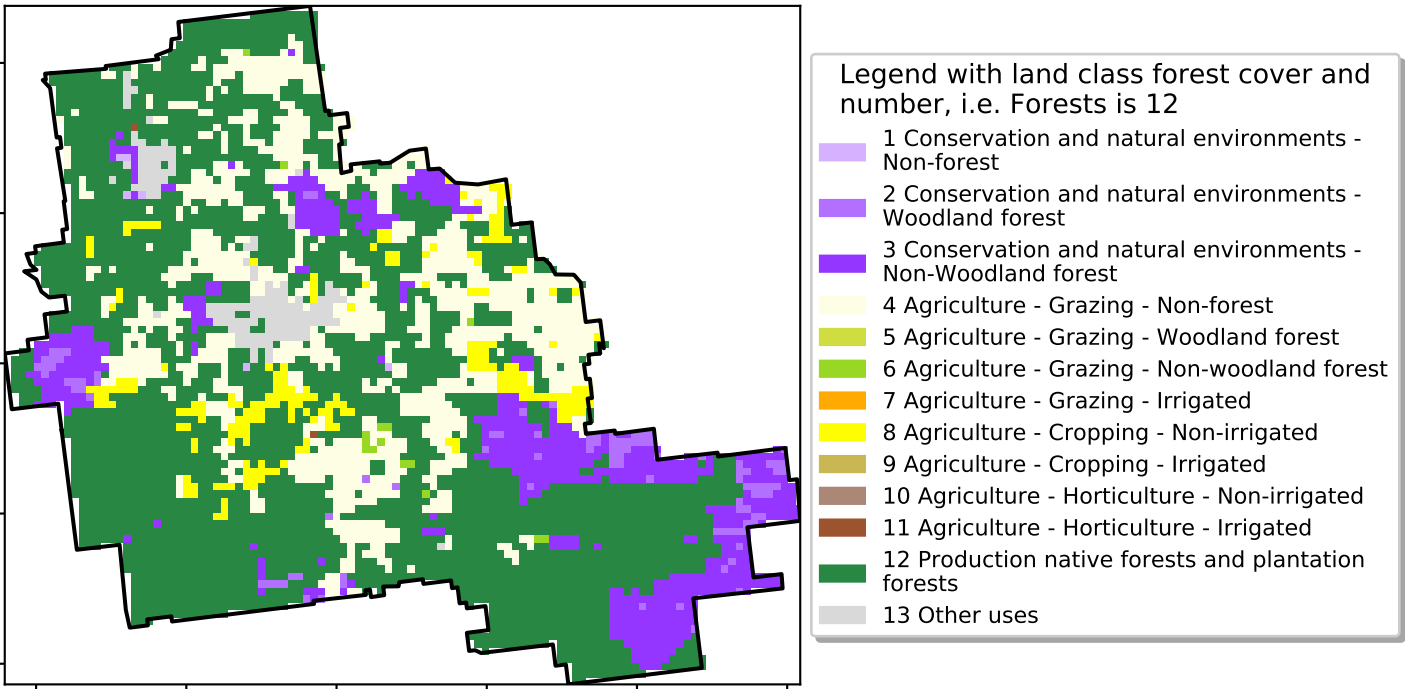 Legend with land class forest cover and
number, i.e. Forests is 12
1 Conservation and natural environments -
Non-forest
2 Conservation and natural environments -
Woodland forest
3 Conservation and natural environments -
Non-Woodland forest
4 Agriculture - Grazing - Non-forest
5 Agriculture - Grazing - Woodland forest
6 Agriculture - Grazing - Non-woodland forest
7 Agriculture - Grazing - Irrigated
8 Agriculture - Cropping - Non-irrigated
9 Agriculture - Cropping - Irrigated
10 Agriculture - Horticulture - Non-irrigated
11 Agriculture - Horticulture - Irrigated
12 Production native forests and plantation
forests
13 Other uses